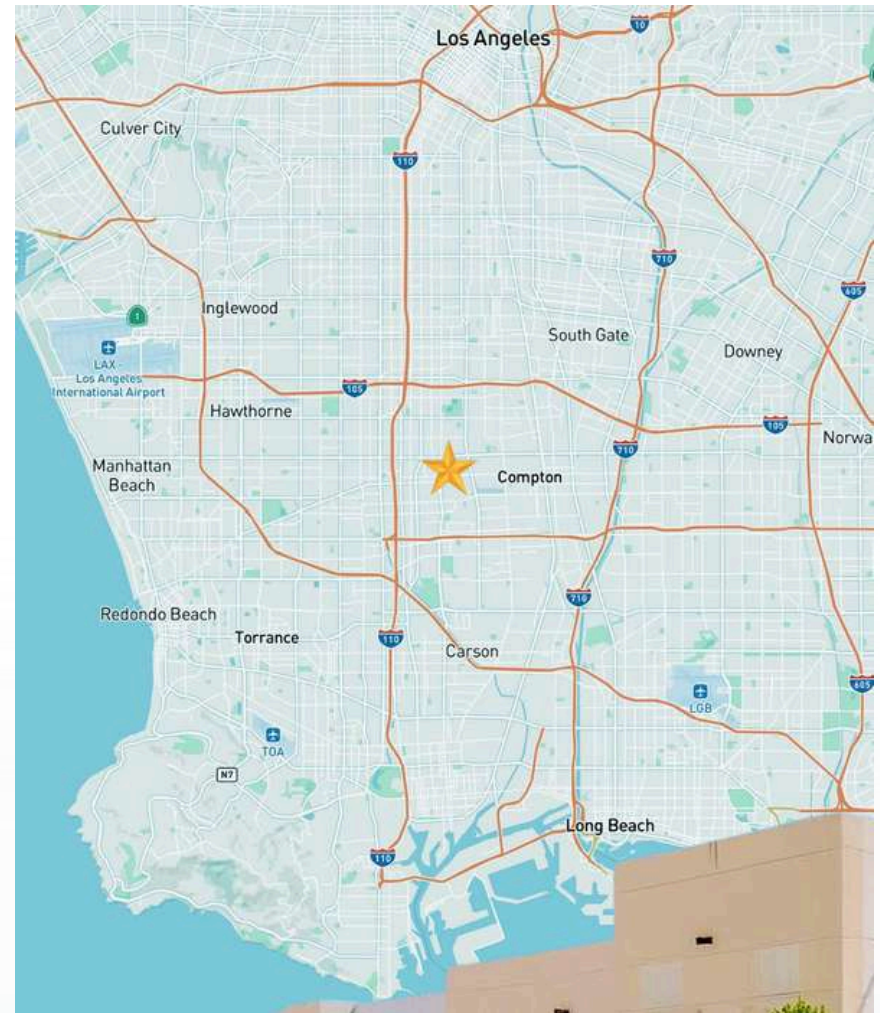 10
Los Angeles
Culver City
110
710
605
Inglewood
1
South Gate
Downey
LAX
Los Angeles
International Airport
105
Hawthorne
105
Norwa
710
Manhattan
Beach
Compton
710
Redondo Beach
Torrance
110
Carson
605
LGB
TOA
N7
Long Beach
110